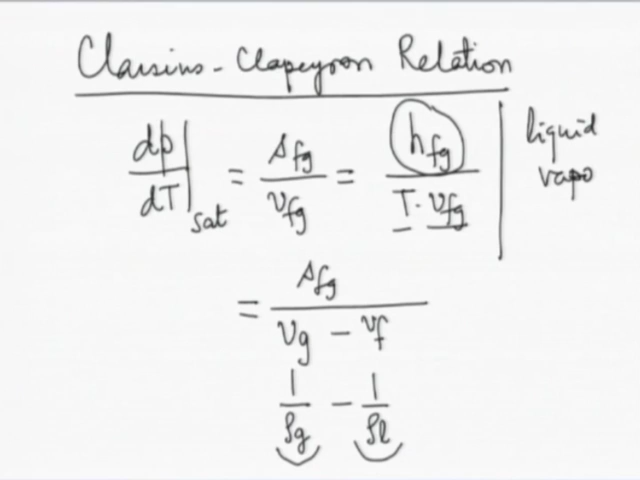 Clausius - Clapeyron Relation
dp/dT|sat = sfg/vfg = hfg/(T · vfg) | liquid vapo
= sfg/(vg − vf)
1/ρg − 1/ρl